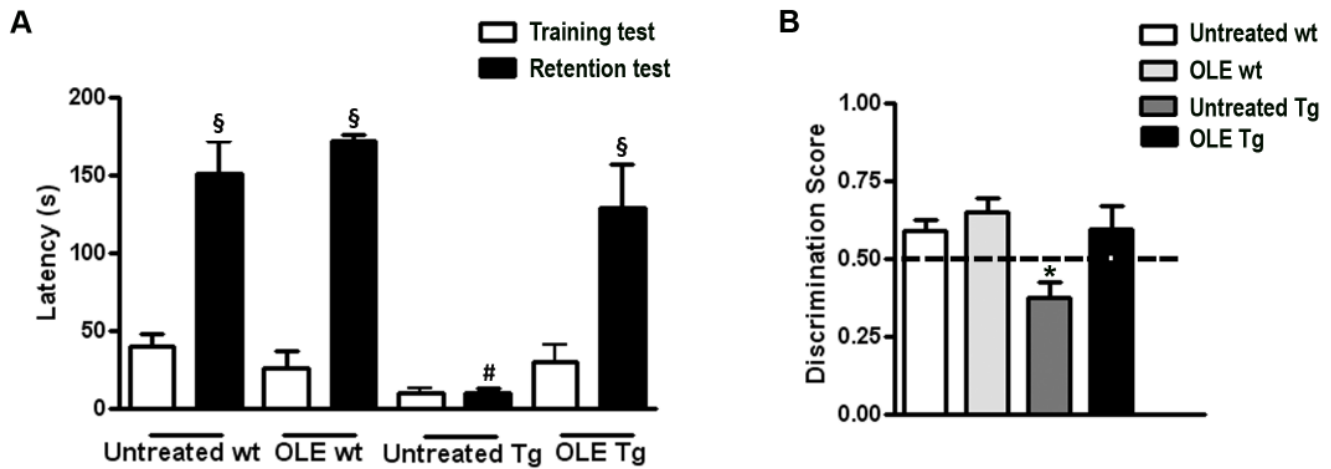 A
Training test
Retention test
Latency (s)
200
150
100
50
0
§
§
#
§
Untreated wt
OLE wt
Untreated Tg
OLE Tg
B
Untreated wt
OLE wt
Untreated Tg
OLE Tg
Discrimination Score
1.00
0.75
0.50
0.25
0.00
*